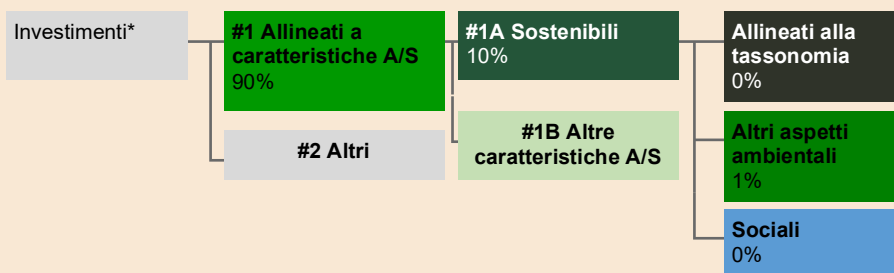 Investimenti*
#1 Allineati a
caratteristiche A/S
90%
#2 Altri
#1A Sostenibili
10%
#1B Altre
caratteristiche A/S
Allineati alla
tassonomia
0%
Altri aspetti
ambientali
1%
Sociali
0%